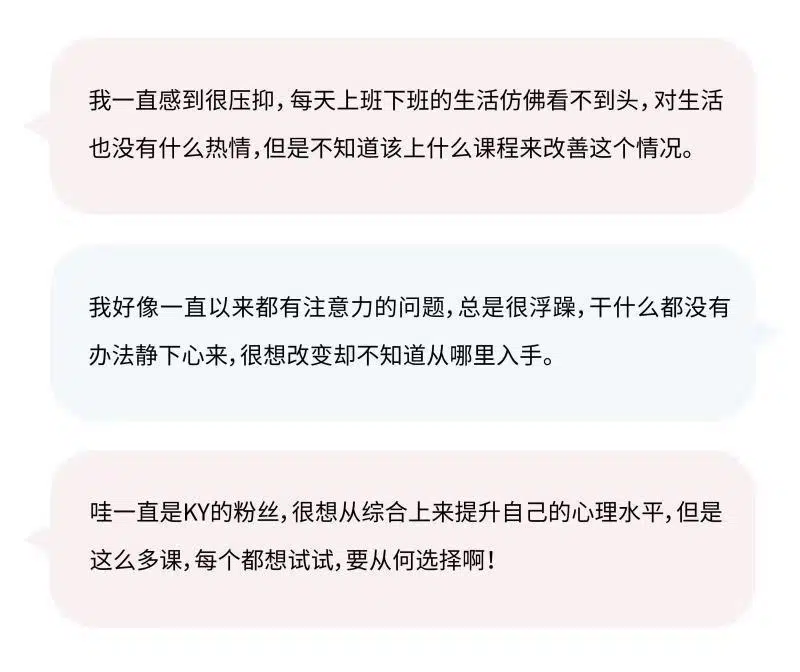 我一直感到很压抑，每天上班下班的生活仿佛看不到头，对生活
也没有什么热情，但是不知道该上什么课程来改善这个情况。
我好像一直以来都有注意力的问题，总是很浮躁，干什么都没有
办法静下心来，很想改变却不知道从哪里入手。
哇一直是KY的粉丝，很想从综合上来提升自己的心理水平，但是
这么多课，每个都想试试，要从何选择啊！